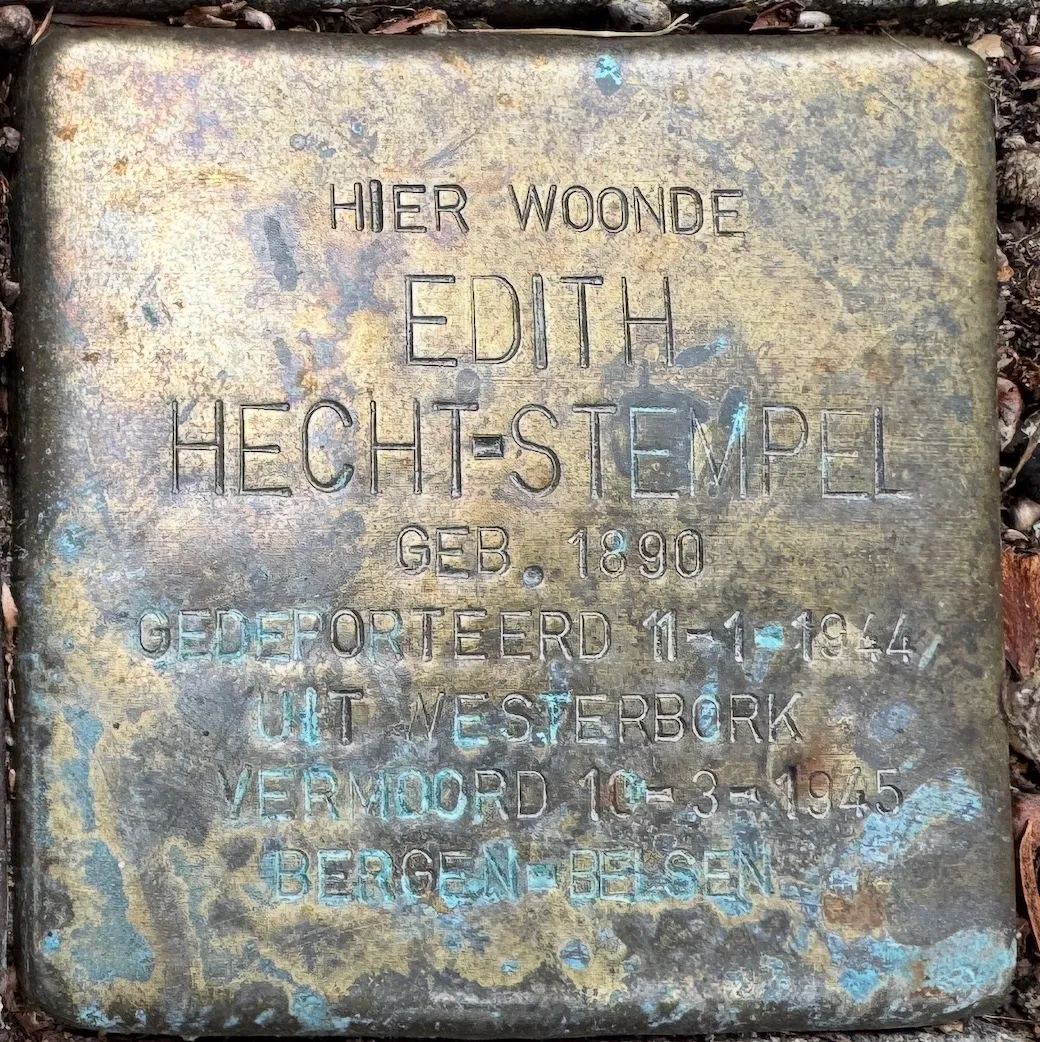 HIER WOONDE
EDITH
HECHT-STEMPEL
GEB. 1890
GEDEPORTEERD 11-1-1944
UIT WESTERBORK
VERMOORD 10-3-1945
BERGEN-BELSEN